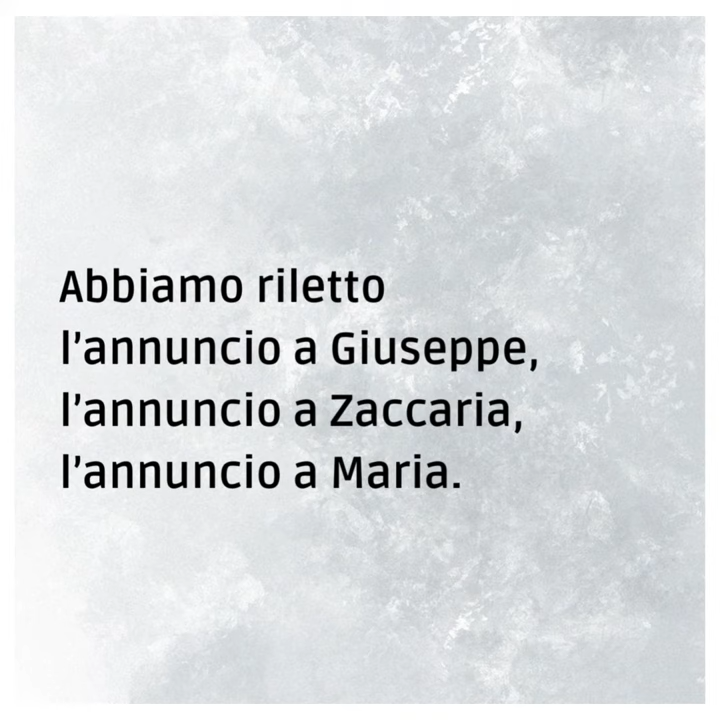 Abbiamo riletto
l’annuncio a Giuseppe,
l’annuncio a Zaccaria,
l’annuncio a Maria.